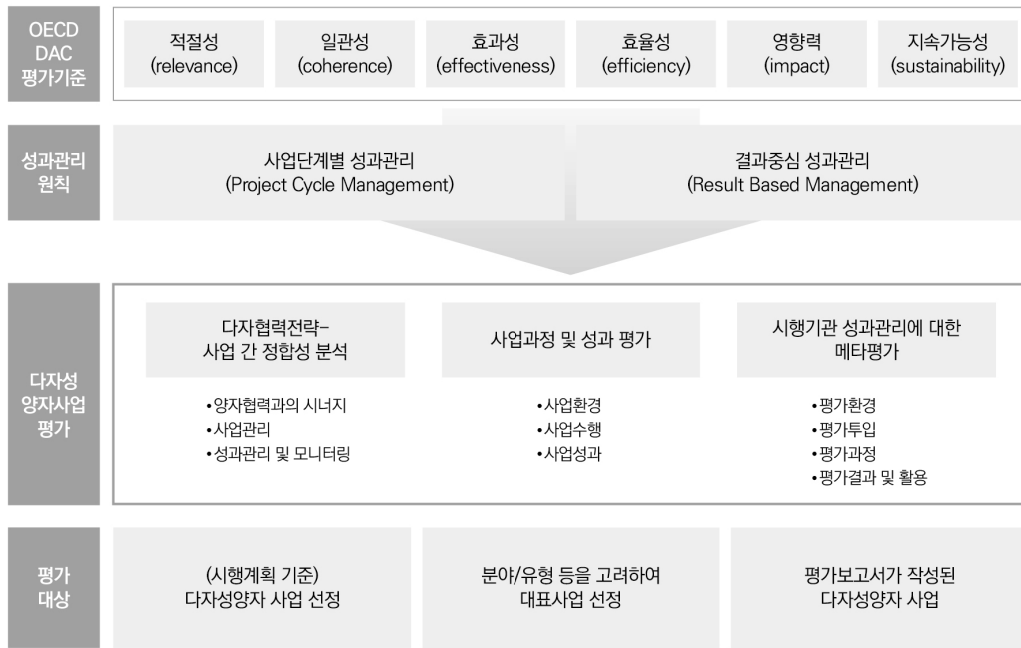 OECD
DAC
평가기준
적절성
(relevance)
일관성
(coherence)
효과성
(effectiveness)
효율성
(efficiency)
영향력
(impact)
지속가능성
(sustainability)
성과관리
원칙
사업단계별 성과관리
(Project Cycle Management)
결과중심 성과관리
(Result Based Management)
다자성
양자사업
평가
다자협력전략–
사업 간 정합성 분석
•양자협력과의 시너지
•사업관리
•성과관리 및 모니터링
사업과정 및 성과 평가
•사업환경
•사업수행
•사업성과
시행기관 성과관리에 대한
메타평가
•평가환경
•평가투입
•평가과정
•평가결과 및 활용
평가
대상
(시행계획 기준)
다자성양자 사업 선정
분야/유형 등을 고려하여
대표사업 선정
평가보고서가 작성된
다자성양자 사업